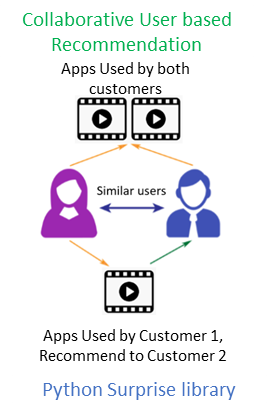 Collaborative User based
Recommendation
Apps Used by both
customers
Similar users
Apps Used by Customer 1,
Recommend to Customer 2
Python Surprise library